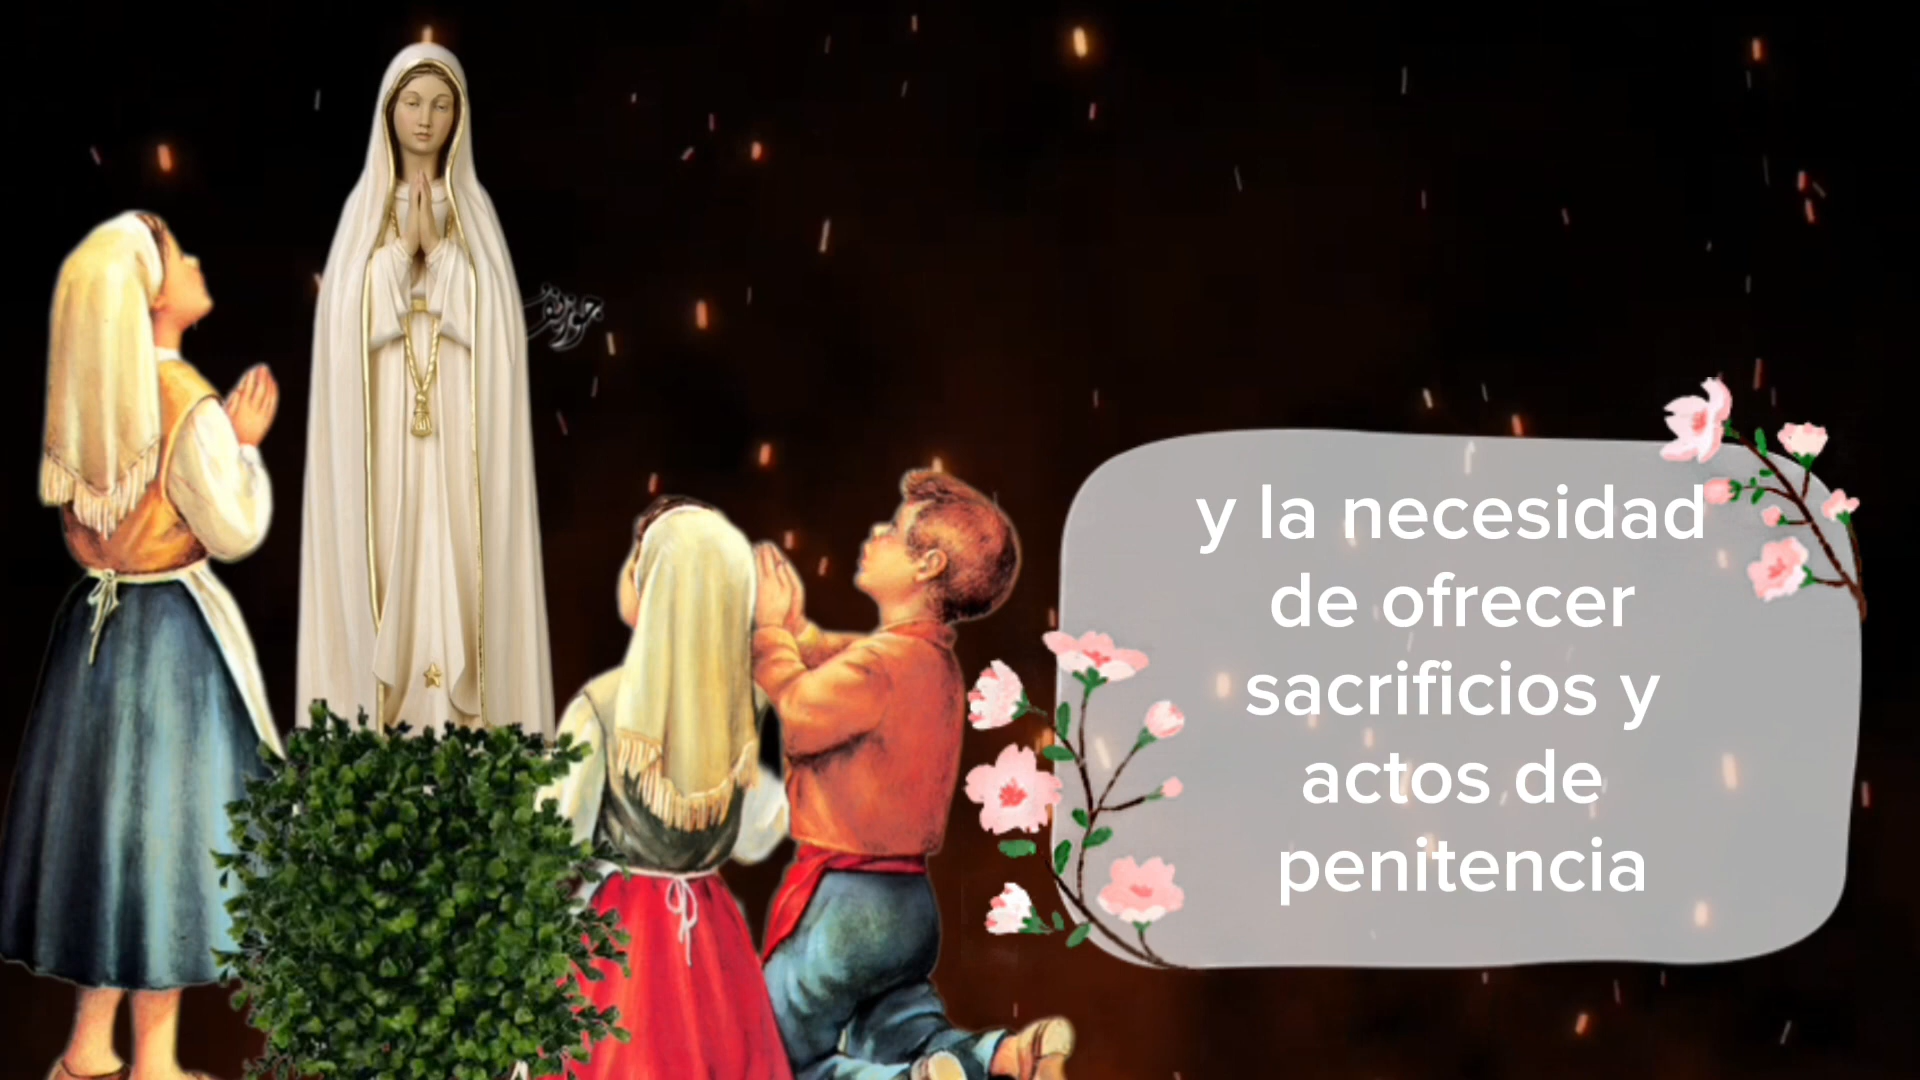 y la necesidad
de ofrecer
sacrificios y
actos de
penitencia